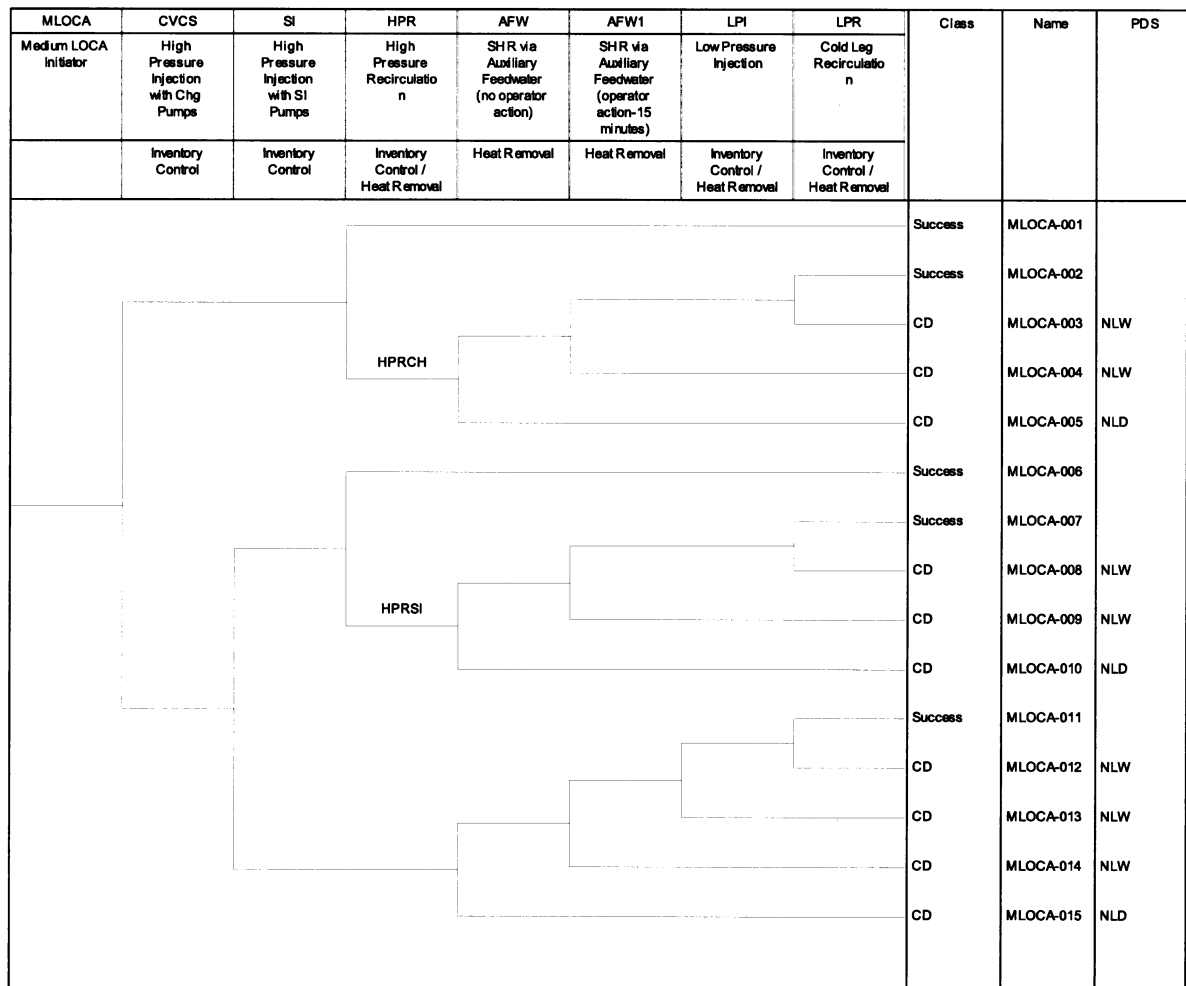 MLOCA CVCS SI HPR AFW AFW1 LPI LPR Class Name PDS
Medium LOCA High High High SHR via SHR via Low Pressure Cold Leg
Initiator Pressure Pressure Pressure Auxiliary Auxiliary Injection Recirculatio
Injection Injection Recirculatio Feedwater Feedwater n
with Chg with SI n (no operator (operator
Pumps Pumps action) action-15
minutes)
Inventory Inventory Inventory Heat Removal Heat Removal Inventory Inventory
Control Control Control / Control / Control /
Heat Removal Heat Removal Heat Removal
Success MLOCA-001
Success MLOCA-002
CD MLOCA-003 NLW
HPRCH CD MLOCA-004 NLW
CD MLOCA-005 NLD
Success MLOCA-006
Success MLOCA-007
CD MLOCA-008 NLW
HPRSI CD MLOCA-009 NLW
CD MLOCA-010 NLD
Success MLOCA-011
CD MLOCA-012 NLW
CD MLOCA-013 NLW
CD MLOCA-014 NLW
CD MLOCA-015 NLD